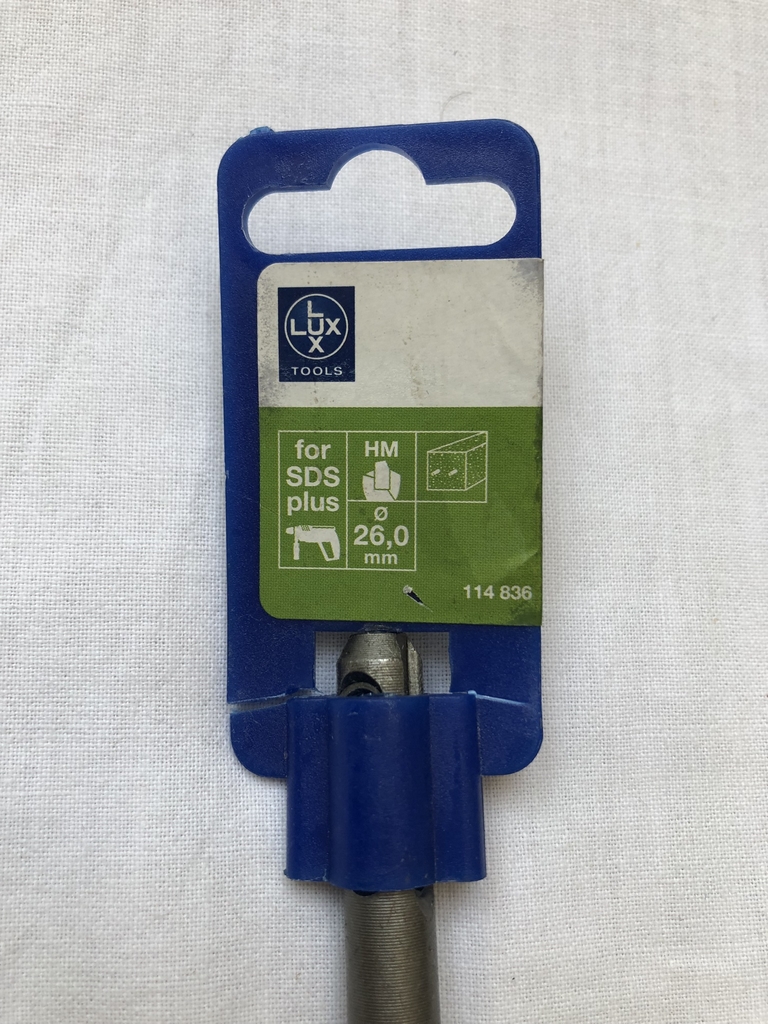 L
LUX
X
TOOLS
for
SDS
plus
HM
Ø
26,0
mm
114 836